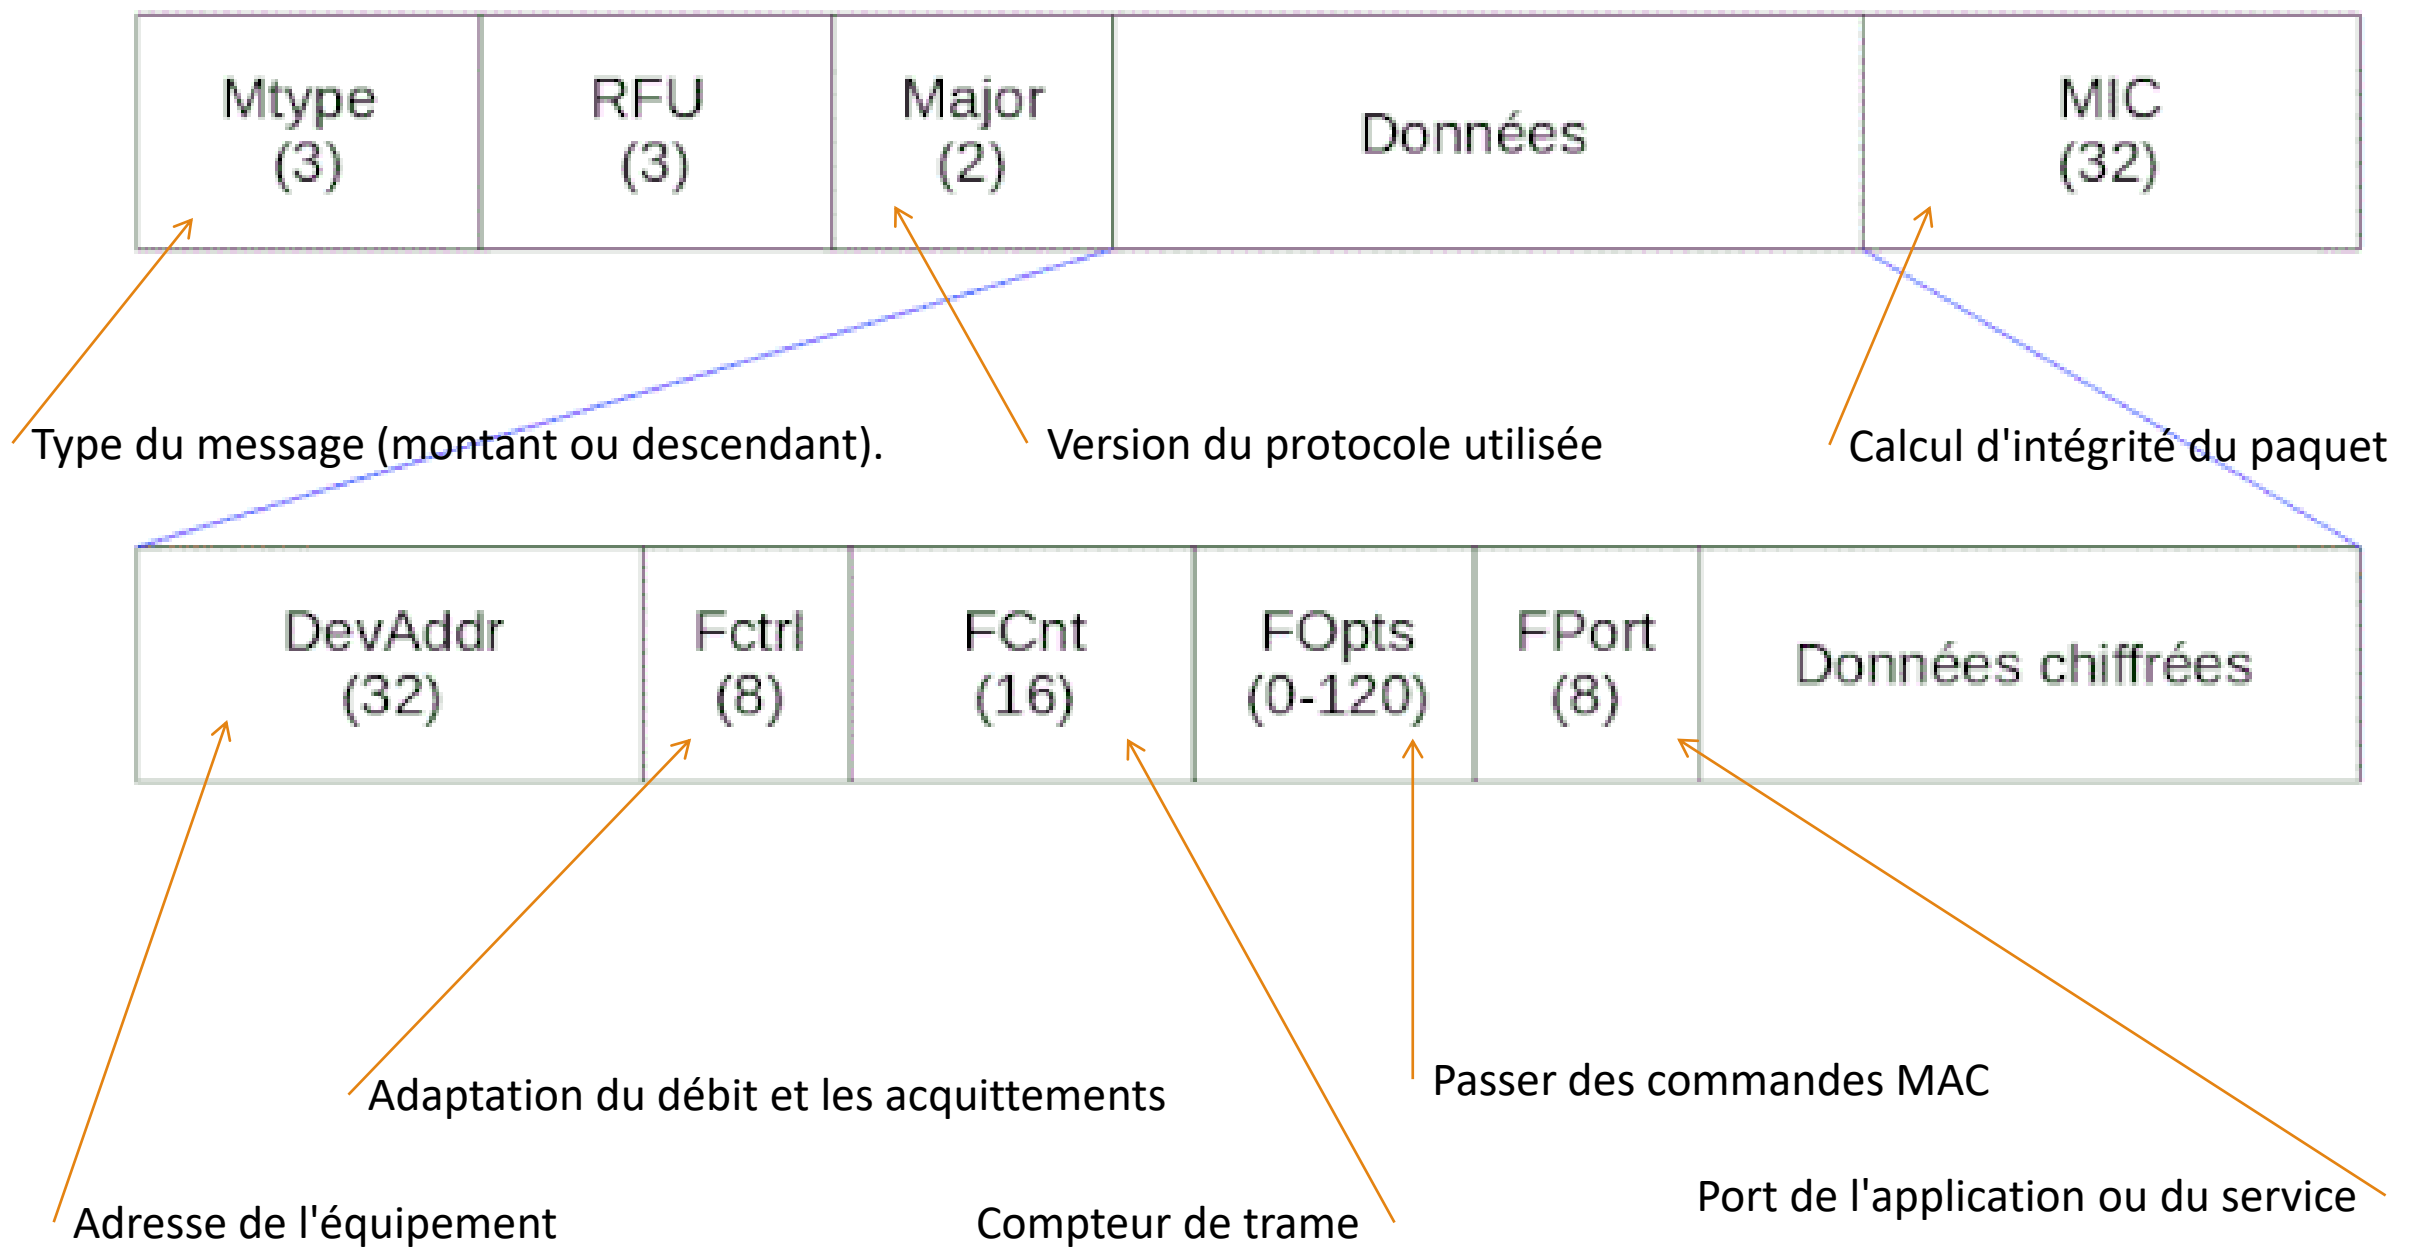 Mtype
(3)
RFU
(3)
Major
(2)
Données
MIC
(32)
Type du message (montant ou descendant).
Version du protocole utilisée
Calcul d'intégrité du paquet
DevAddr
(32)
Fctrl
(8)
FCnt
(16)
FOpts
(0-120)
FPort
(8)
Données chiffrées
Adaptation du débit et les acquittements
Passer des commandes MAC
Adresse de l'équipement
Compteur de trame
Port de l'application ou du service